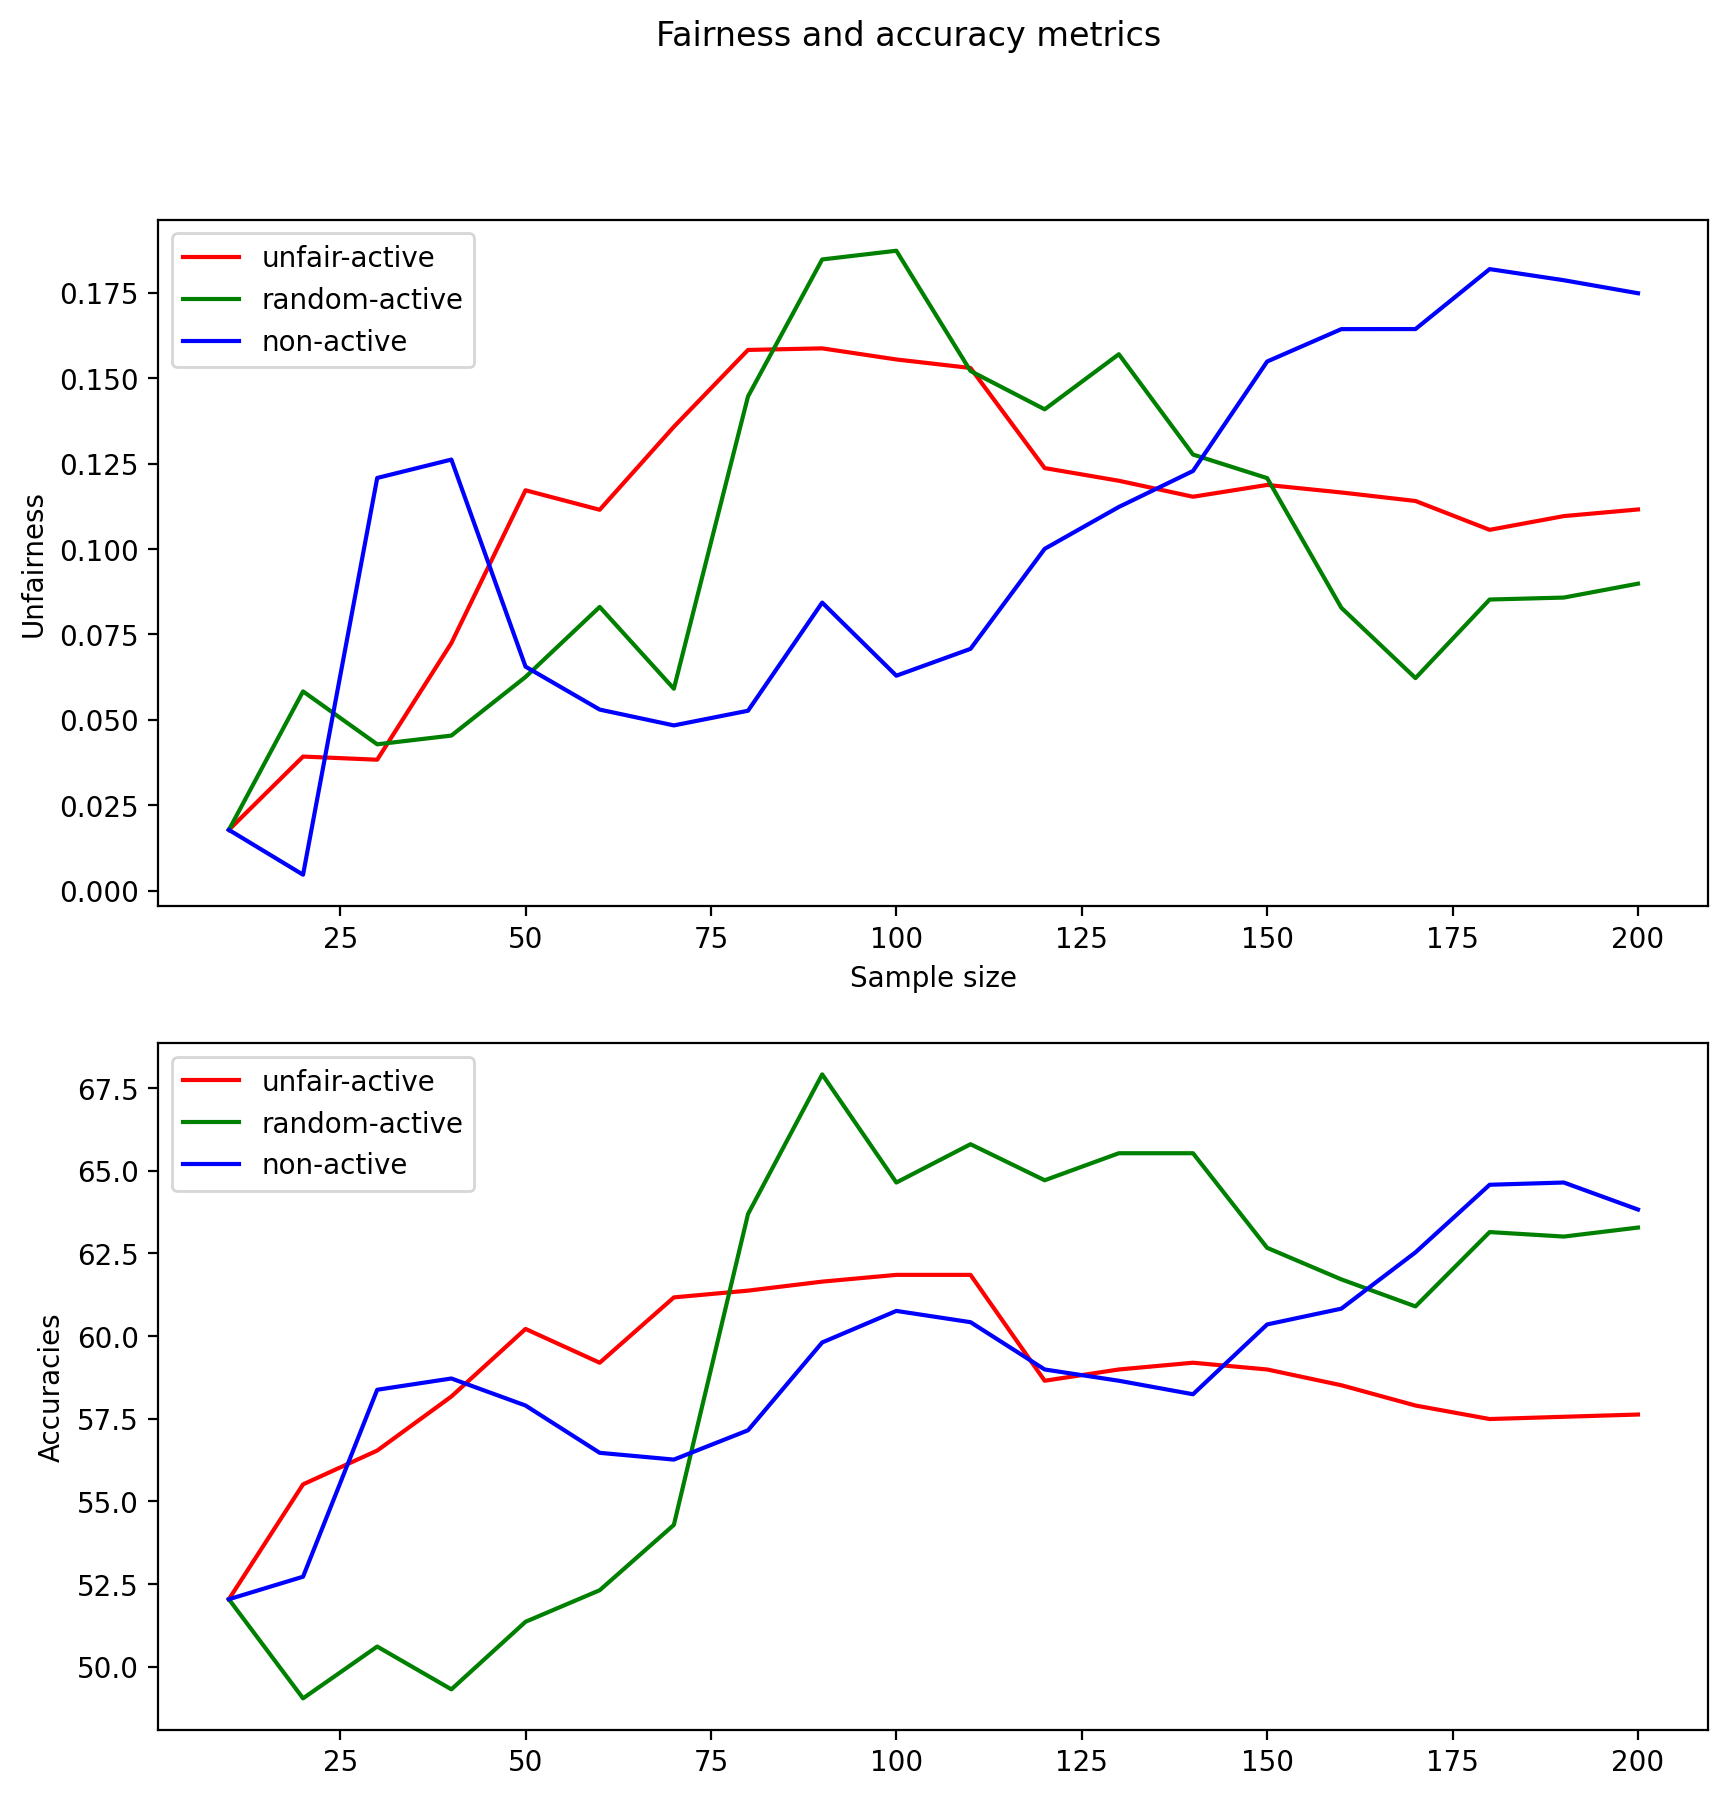 Fairness and accuracy metrics
unfair-active
random-active
non-active
0.175
0.150
0.125
0.100
0.075
0.050
0.025
0.000
Unfairness
25 50 75 100 125 150 175 200
Sample size
unfair-active
random-active
non-active
67.5
65.0
62.5
60.0
57.5
55.0
52.5
50.0
Accuracies
25 50 75 100 125 150 175 200